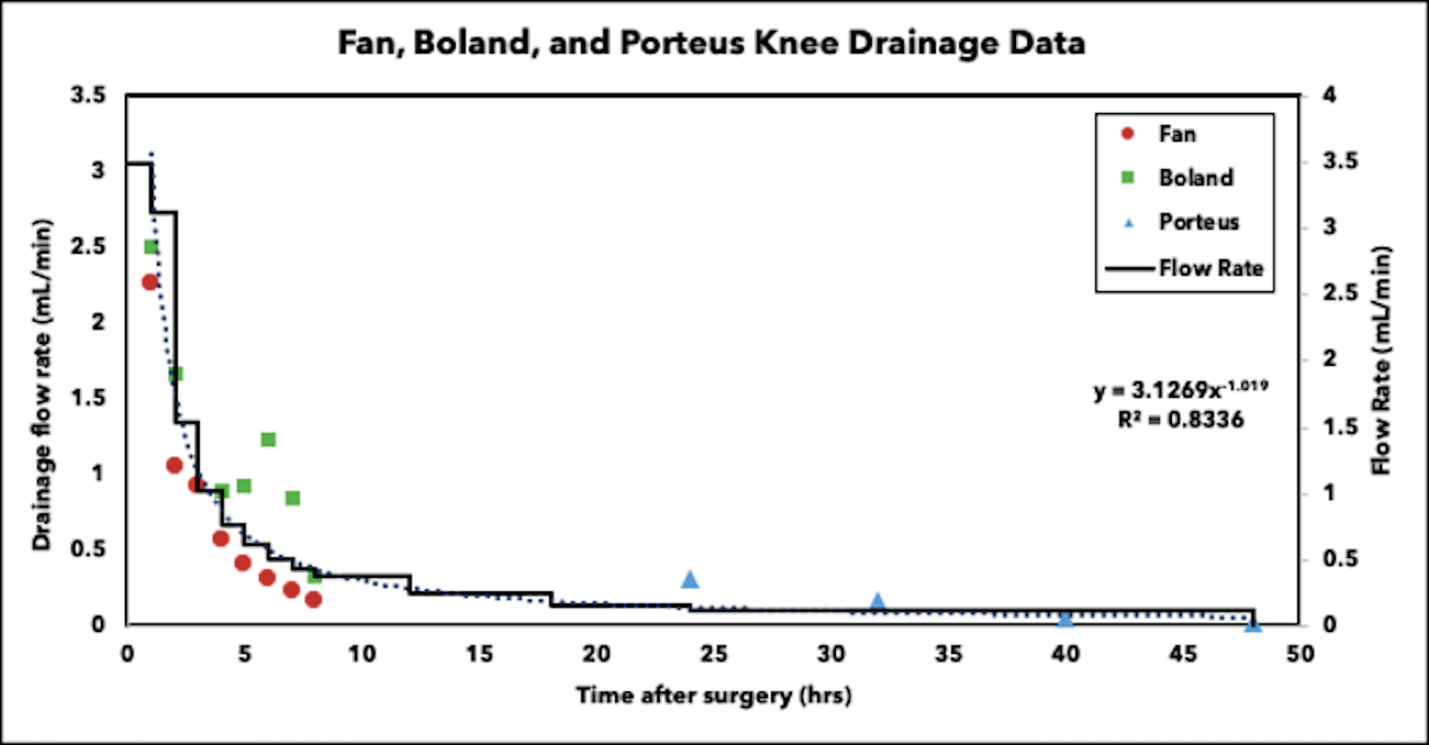 Fan, Boland, and Porteus Knee Drainage Data
3.5
3
2.5
2
1.5
1
0.5
0
Drainage flow rate (mL/min)
4
3.5
3
2.5
2
1.5
1
0.5
0
Flow Rate (mL/min)
Fan
Boland
Porteus
Flow Rate
y = 3.1269x^-1.019
R² = 0.8336
0 5 10 15 20 25 30 35 40 45 50
Time after surgery (hrs)